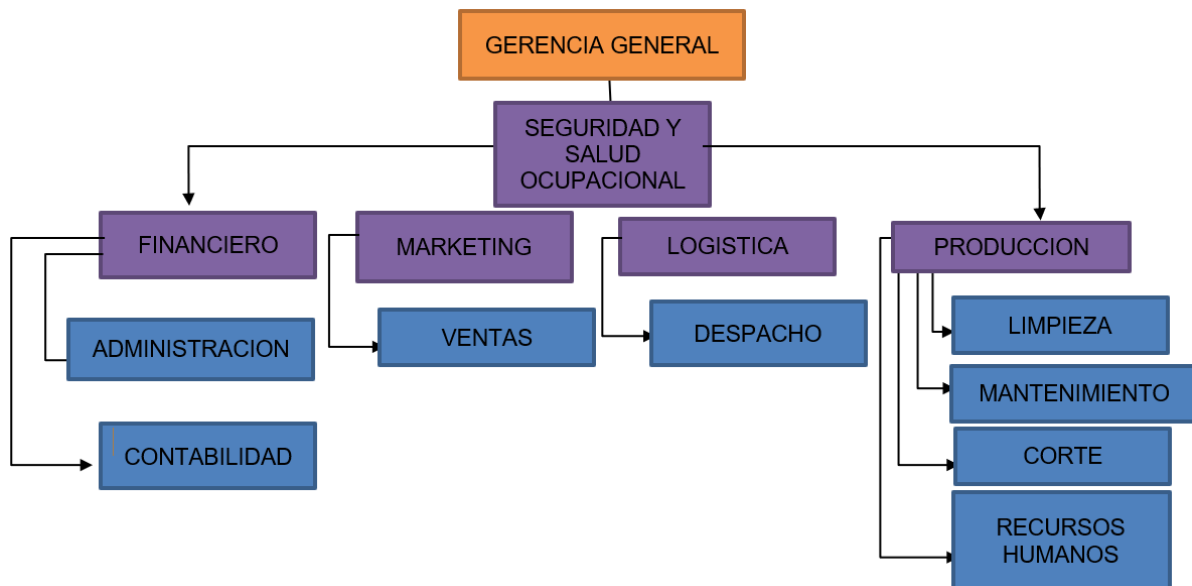 GERENCIA GENERAL
SEGURIDAD Y
SALUD
OCUPACIONAL
FINANCIERO
MARKETING
LOGISTICA
PRODUCCION
ADMINISTRACION
VENTAS
DESPACHO
LIMPIEZA
MANTENIMIENTO
CONTABILIDAD
CORTE
RECURSOS
HUMANOS